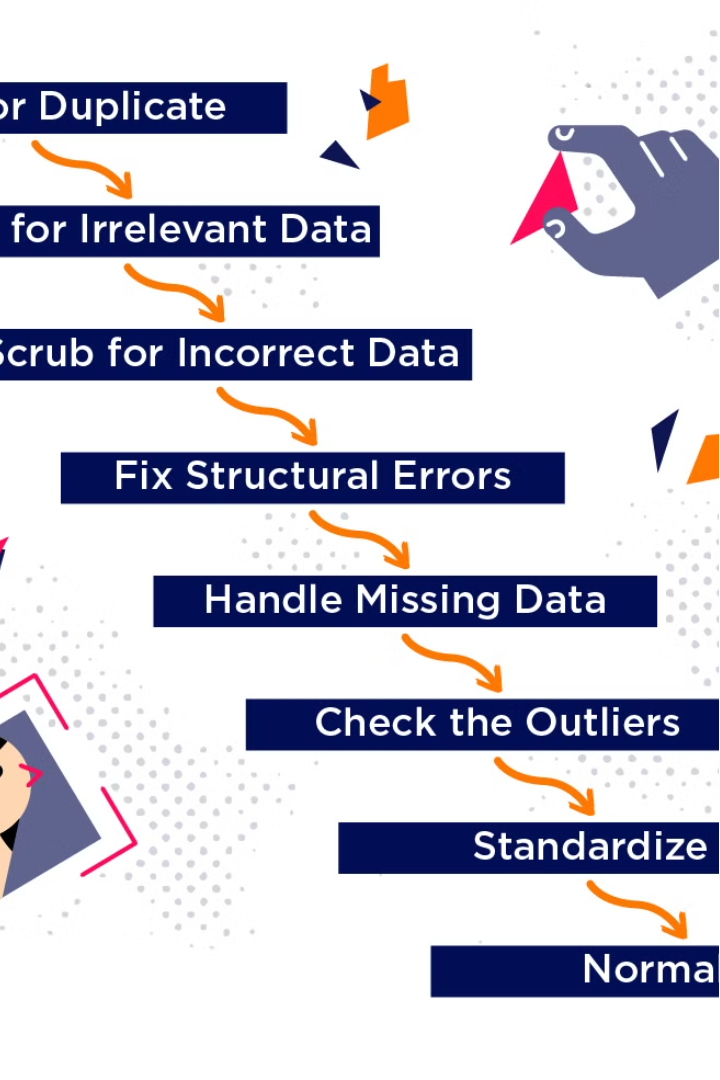 or Duplicate
for Irrelevant Data
Scrub for Incorrect Data
Fix Structural Errors
Handle Missing Data
Check the Outliers
Standardize
Normal